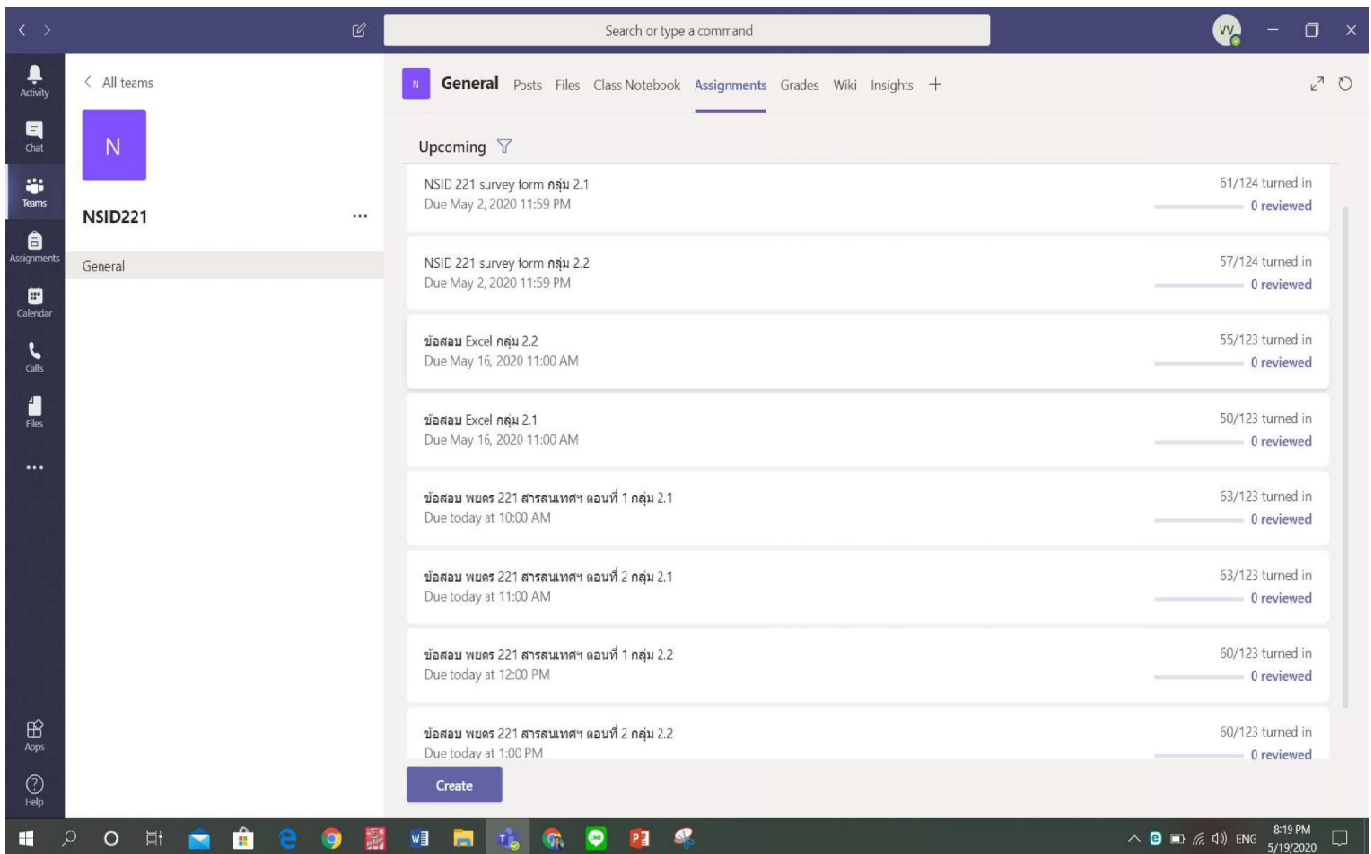 Search or type a command
VV
Activity
Chat
Teams
Assignments
Calendar
Calls
Files
Apps
Help
All teams
N
NSID221
General
N
General Posts Files Class Notebook Assignments Grades Wiki Insights
Upcoming
NSID 221 survey form กลุ่ม 2.1
61/124 turned in
Due May 2, 2020 11:59 PM
0 reviewed
NSID 221 survey form กลุ่ม 2.2
57/124 turned in
Due May 2, 2020 11:59 PM
0 reviewed
ข้อสอบ Excel กลุ่ม 2.2
55/123 turned in
Due May 16, 2020 11:00 AM
0 reviewed
ข้อสอบ Excel กลุ่ม 2.1
50/123 turned in
Due May 16, 2020 11:00 AM
0 reviewed
ข้อสอบ พยคร 221 สารสนเทศฯ ตอนที่ 1 กลุ่ม 2.1
63/123 turned in
Due today at 10:00 AM
0 reviewed
ข้อสอบ พยคร 221 สารสนเทศฯ ตอนที่ 2 กลุ่ม 2.1
63/123 turned in
Due today at 11:00 AM
0 reviewed
ข้อสอบ พยคร 221 สารสนเทศฯ ตอนที่ 1 กลุ่ม 2.2
60/123 turned in
Due today at 12:00 PM
0 reviewed
ข้อสอบ พยคร 221 สารสนเทศฯ ตอนที่ 2 กลุ่ม 2.2
60/123 turned in
Due today at 1:00 PM
0 reviewed
Create
ENG
8:19 PM
5/19/2020